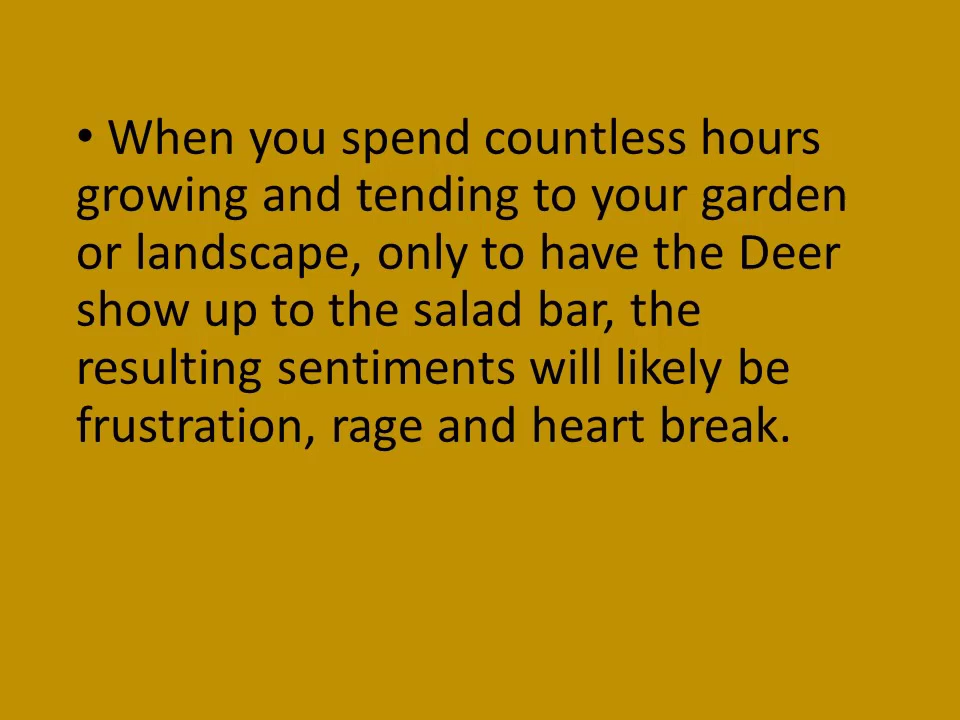 • When you spend countless hours
growing and tending to your garden
or landscape, only to have the Deer
show up to the salad bar, the
resulting sentiments will likely be
frustration, rage and heart break.